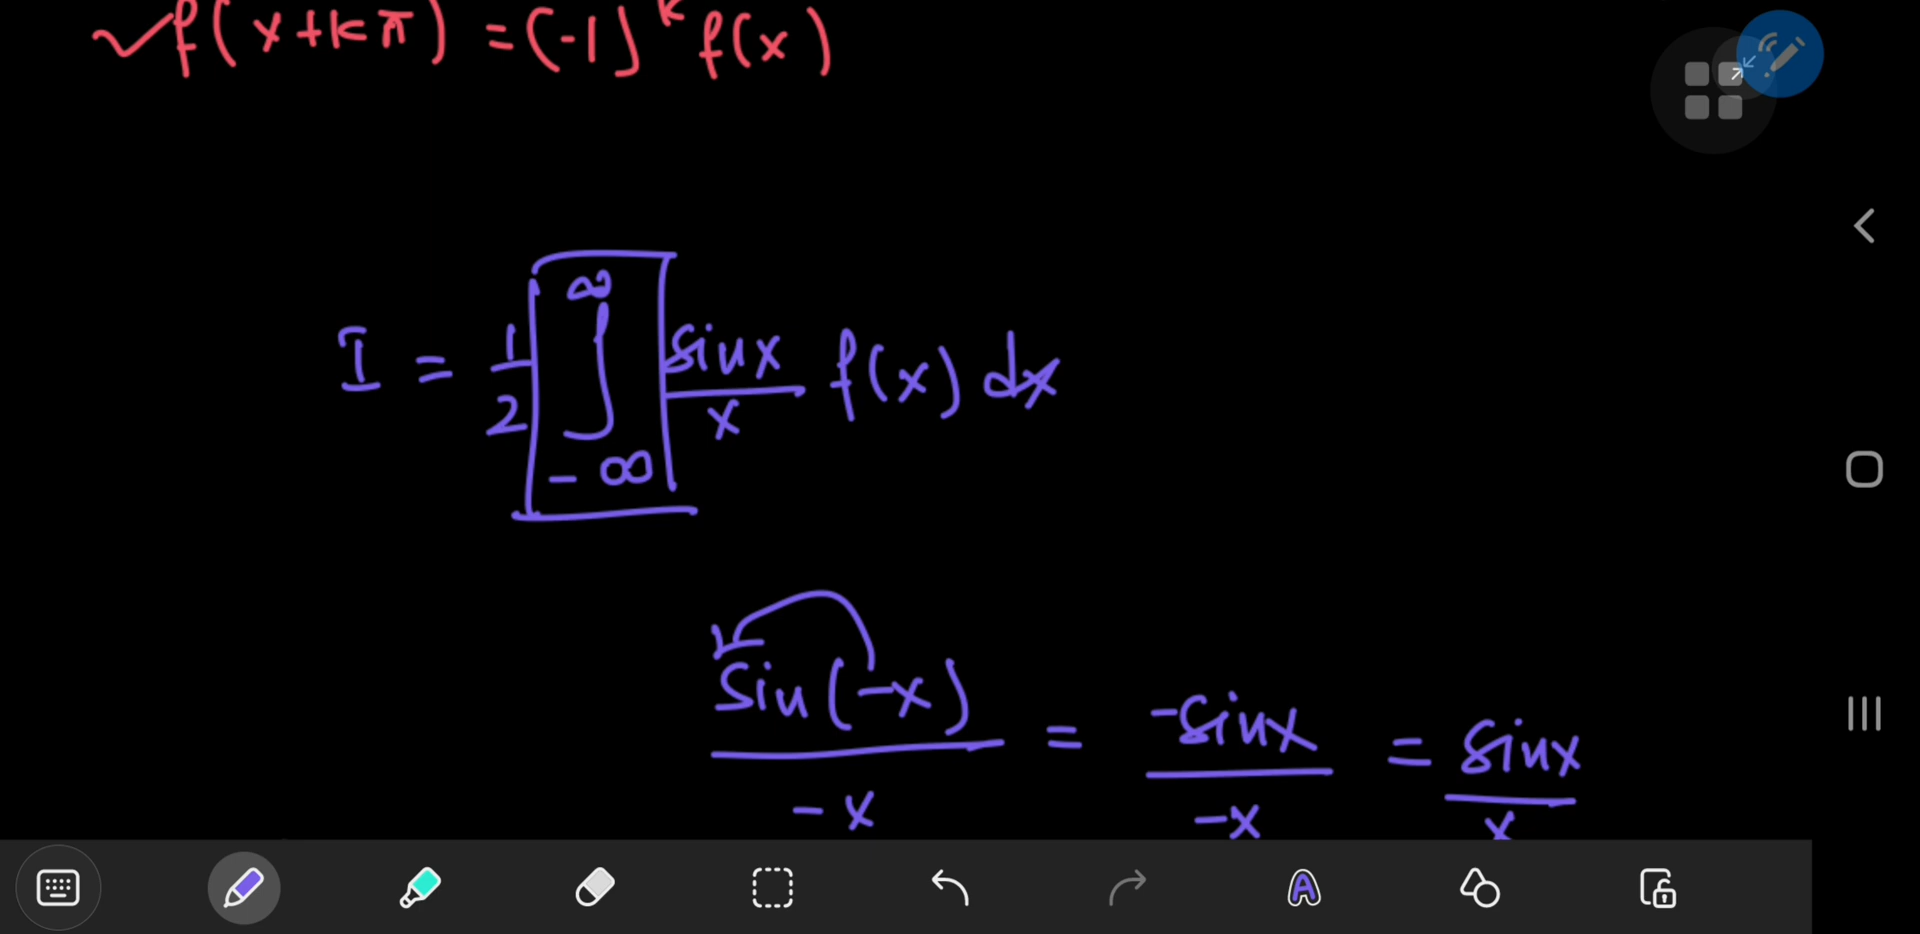 ✓f(x+kπ) = (-1)^k f(x)
I = 1/2 ∫_{-∞}^{∞} sinx/x f(x) dx
sin(-x)/-x = -sinx/-x = sinx/x
A